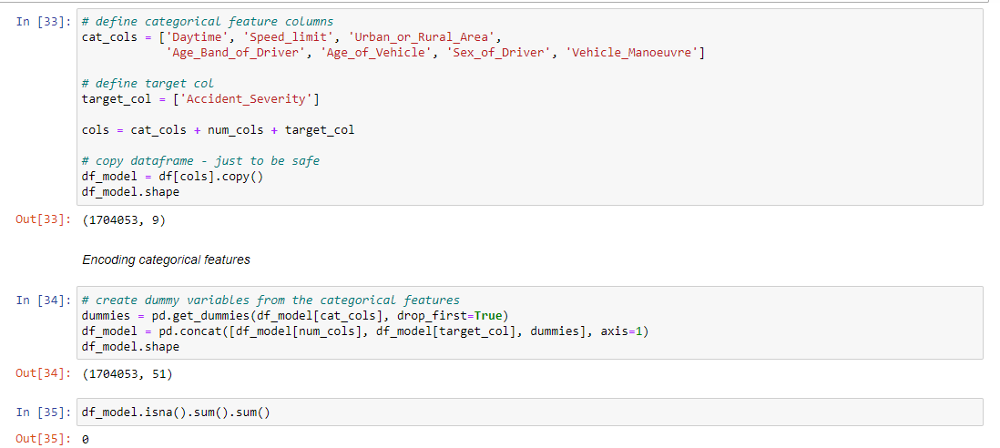 In [33]: # define categorical feature columns
cat_cols = ['Daytime', 'Speed_limit', 'Urban_or_Rural_Area',
'Age_Band_of_Driver', 'Age_of_Vehicle', 'Sex_of_Driver', 'Vehicle_Manoeuvre']
# define target col
target_col = ['Accident_Severity']
cols = cat_cols + num_cols + target_col
# copy dataframe - just to be safe
df_model = df[cols].copy()
df_model.shape
Out[33]: (1704053, 9)
Encoding categorical features
In [34]: # create dummy variables from the categorical features
dummies = pd.get_dummies(df_model[cat_cols], drop_first=True)
df_model = pd.concat([df_model[num_cols], df_model[target_col], dummies], axis=1)
df_model.shape
Out[34]: (1704053, 51)
In [35]: df_model.isna().sum().sum()
Out[35]: 0